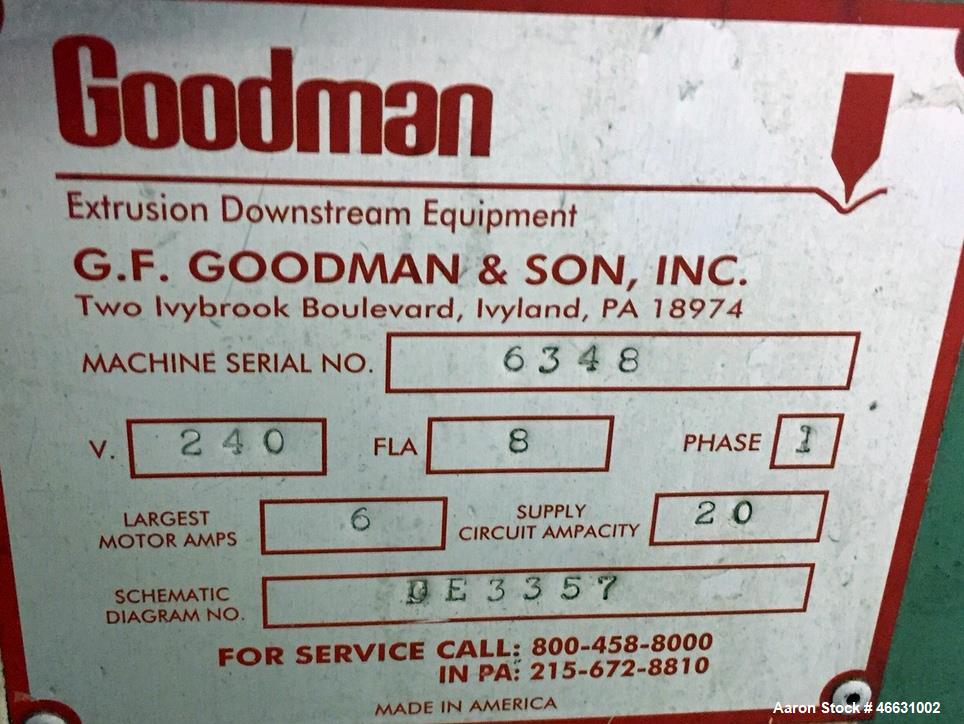 Goodman
Extrusion Downstream Equipment
G.F. GOODMAN & SON, INC.
Two Ivybrook Boulevard, Ivyland, PA 18974
MACHINE SERIAL NO. 6348
V. 240 FLA 8 PHASE 1
LARGEST MOTOR AMPS 6 SUPPLY CIRCUIT AMPACITY 20
SCHEMATIC DIAGRAM NO. DE3357
FOR SERVICE CALL: 800-458-8000
IN PA: 215-672-8810
MADE IN AMERICA
Aaron Stock # 46631002